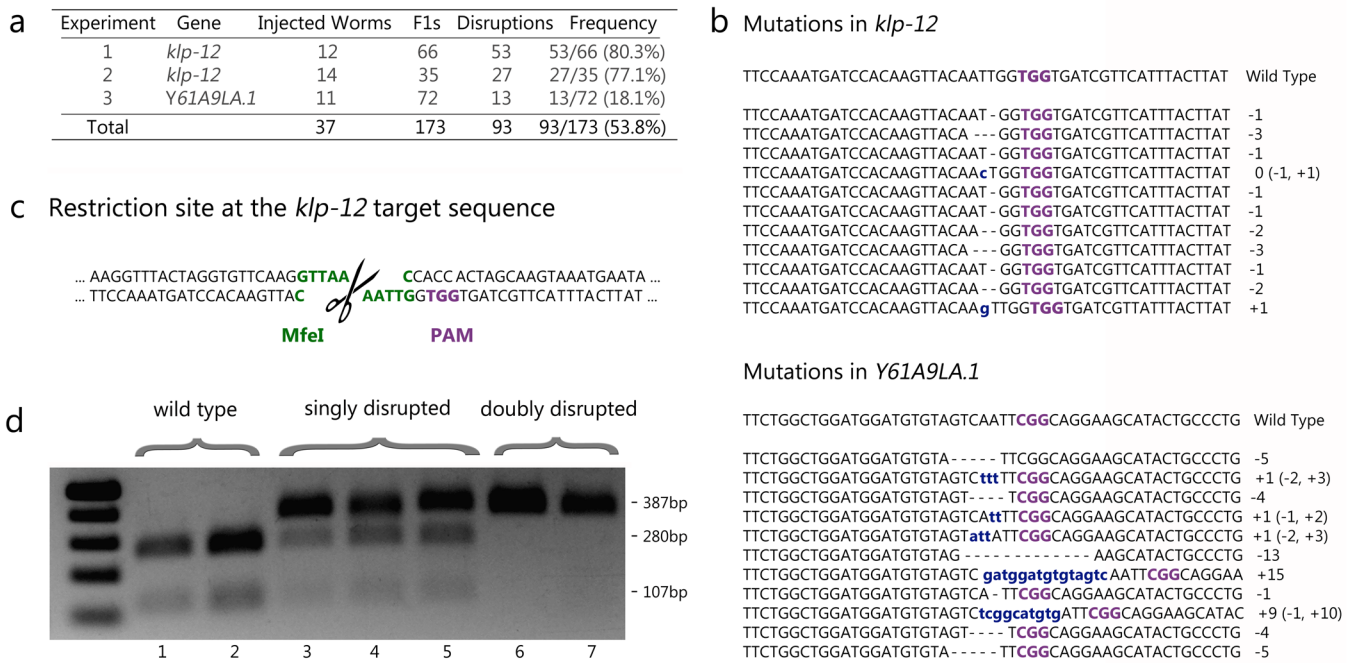 a
Experiment Gene Injected Worms F1s Disruptions Frequency
1 klp-12 12 66 53 53/66 (80.3%)
2 klp-12 14 35 27 27/35 (77.1%)
3 Y61A9LA.1 11 72 13 13/72 (18.1%)
Total 37 173 93 93/173 (53.8%)
b Mutations in klp-12
TTCCAAATGATCCACAAGTTACAATTGGTGGTGATCGTTCATTTACTTAT Wild Type
TTCCAAATGATCCACAAGTTACAAT-GGTGGTGATCGTTCATTTACTTAT -1
TTCCAAATGATCCACAAGTTACA---GGTGGTGATCGTTCATTTACTTAT -3
TTCCAAATGATCCACAAGTTACAAT-GGTGGTGATCGTTCATTTACTTAT -1
TTCCAAATGATCCACAAGTTACAAcTGGTGGTGATCGTTCATTTACTTAT 0 (-1, +1)
TTCCAAATGATCCACAAGTTACAAT-GGTGGTGATCGTTCATTTACTTAT -1
TTCCAAATGATCCACAAGTTACAAT-GGTGGTGATCGTTCATTTACTTAT -1
TTCCAAATGATCCACAAGTTACAA--GGTGGTGATCGTTCATTTACTTAT -2
TTCCAAATGATCCACAAGTTACA---GGTGGTGATCGTTCATTTACTTAT -3
TTCCAAATGATCCACAAGTTACAAT-GGTGGTGATCGTTCATTTACTTAT -1
TTCCAAATGATCCACAAGTTACAA--GGTGGTGATCGTTCATTTACTTAT -2
TTCCAAATGATCCACAAGTTACAAgTTGGTGGTGATCGTTATTTACTTAT +1
Mutations in Y61A9LA.1
TTCTGGCTGGATGGATGTGTAGTCAATTCGGCAGGAAGCATACTGCCCTG Wild Type
TTCTGGCTGGATGGATGTGTA-----TTCGGCAGGAAGCATACTGCCCTG -5
TTCTGGCTGGATGGATGTGTAGTCtttTTCGGCAGGAAGCATACTGCCCTG +1 (-2, +3)
TTCTGGCTGGATGGATGTGTAGT----TCGGCAGGAAGCATACTGCCCTG -4
TTCTGGCTGGATGGATGTGTAGTCAttTTCGGCAGGAAGCATACTGCCCTG +1 (-1, +2)
TTCTGGCTGGATGGATGTGTAGTattATTCGGCAGGAAGCATACTGCCCTG +1 (-2, +3)
TTCTGGCTGGATGGATGTGTAG-------------AAGCATACTGCCCTG -13
TTCTGGCTGGATGGATGTGTAGTC gatggatgtgtagtcAATTCGGCAGGAA +15
TTCTGGCTGGATGGATGTGTAGTCA-TTCGGCAGGAAGCATACTGCCCTG -1
TTCTGGCTGGATGGATGTGTAGTCtcggcatgtgATTCGGCAGGAAGCATAC +9 (-1, +10)
TTCTGGCTGGATGGATGTGTAGT----TCGGCAGGAAGCATACTGCCCTG -4
TTCTGGCTGGATGGATGTGTA-----TTCGGCAGGAAGCATACTGCCCTG -5
c Restriction site at the klp-12 target sequence
... AAGGTTTACTAGGTGTTCAAGGTTAA CCACCACTAGCAAGTAAATGAATA ...
... TTCCAAATGATCCACAAGTTAC AATTGGTGGTGATCGTTCATTTACTTAT ...
MfeI PAM
d
wild type singly disrupted doubly disrupted
- 387bp
- 280bp
- 107bp
1 2 3 4 5 6 7